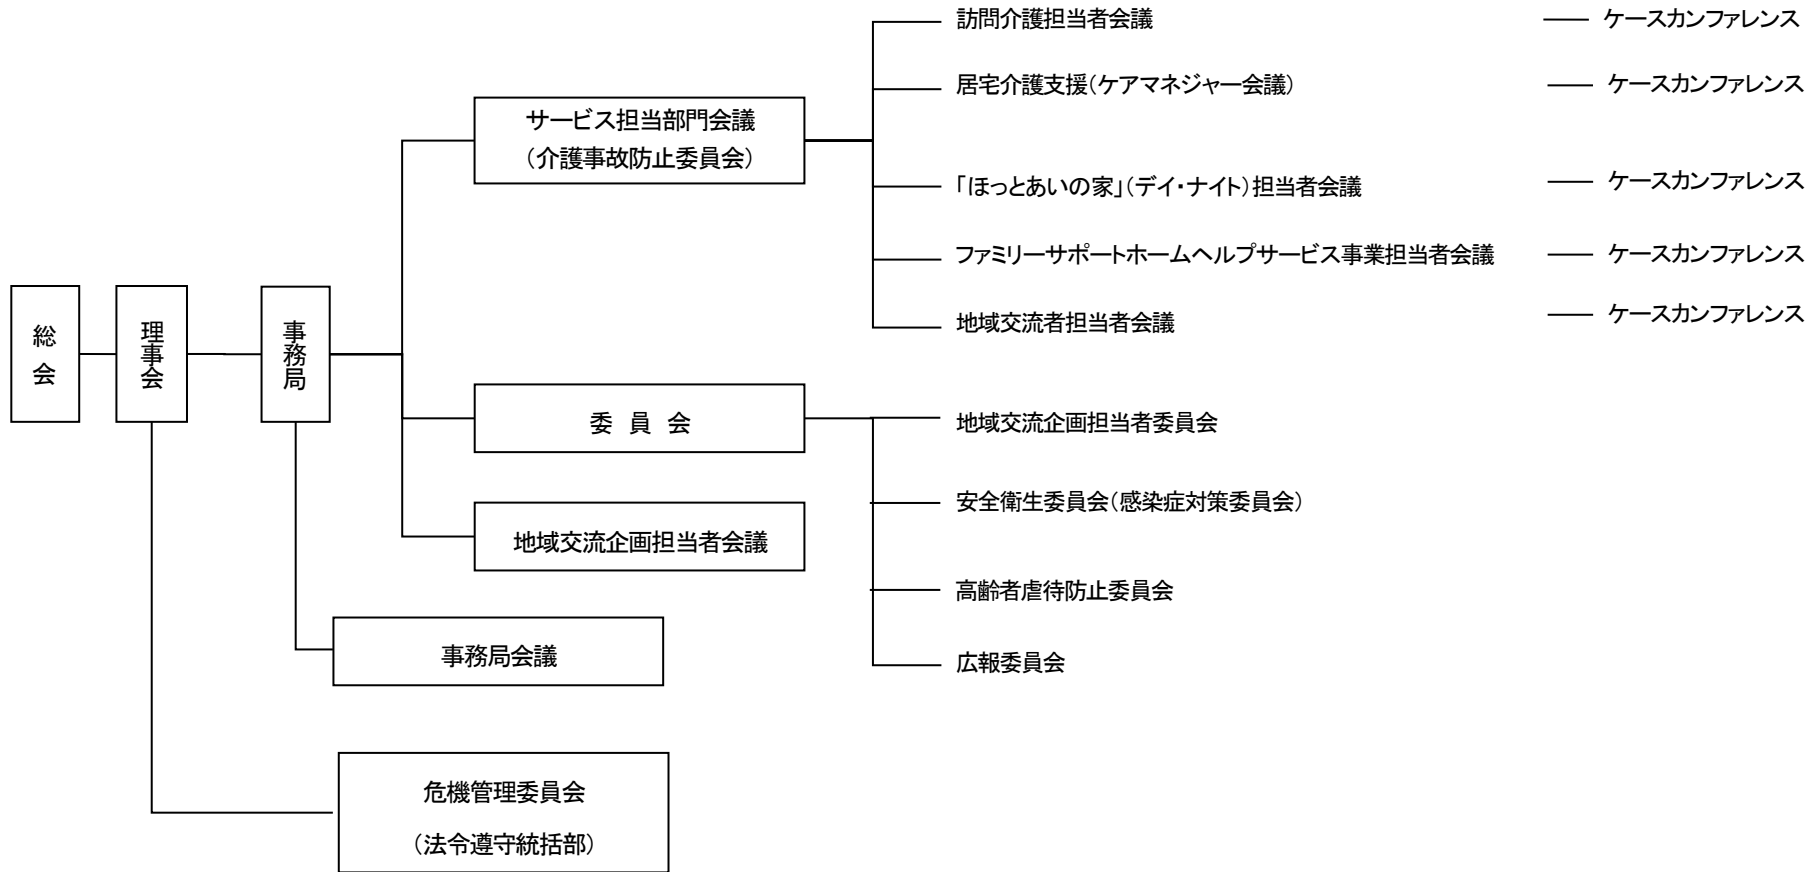 訪問介護担当者会議
ケースカンファレンス
居宅介護支援（ケアマネジャー会議）
ケースカンファレンス
サービス担当部門会議
（介護事故防止委員会）
「ほっとあいの家」（デイ・ナイト）担当者会議
ケースカンファレンス
ファミリーサポートホームヘルプサービス事業担当者会議
ケースカンファレンス
地域交流者担当者会議
ケースカンファレンス
総会
理事会
事務局
委 員 会
地域交流企画担当者委員会
安全衛生委員会（感染症対策委員会）
地域交流企画担当者会議
高齢者虐待防止委員会
事務局会議
広報委員会
危機管理委員会
（法令遵守統括部）